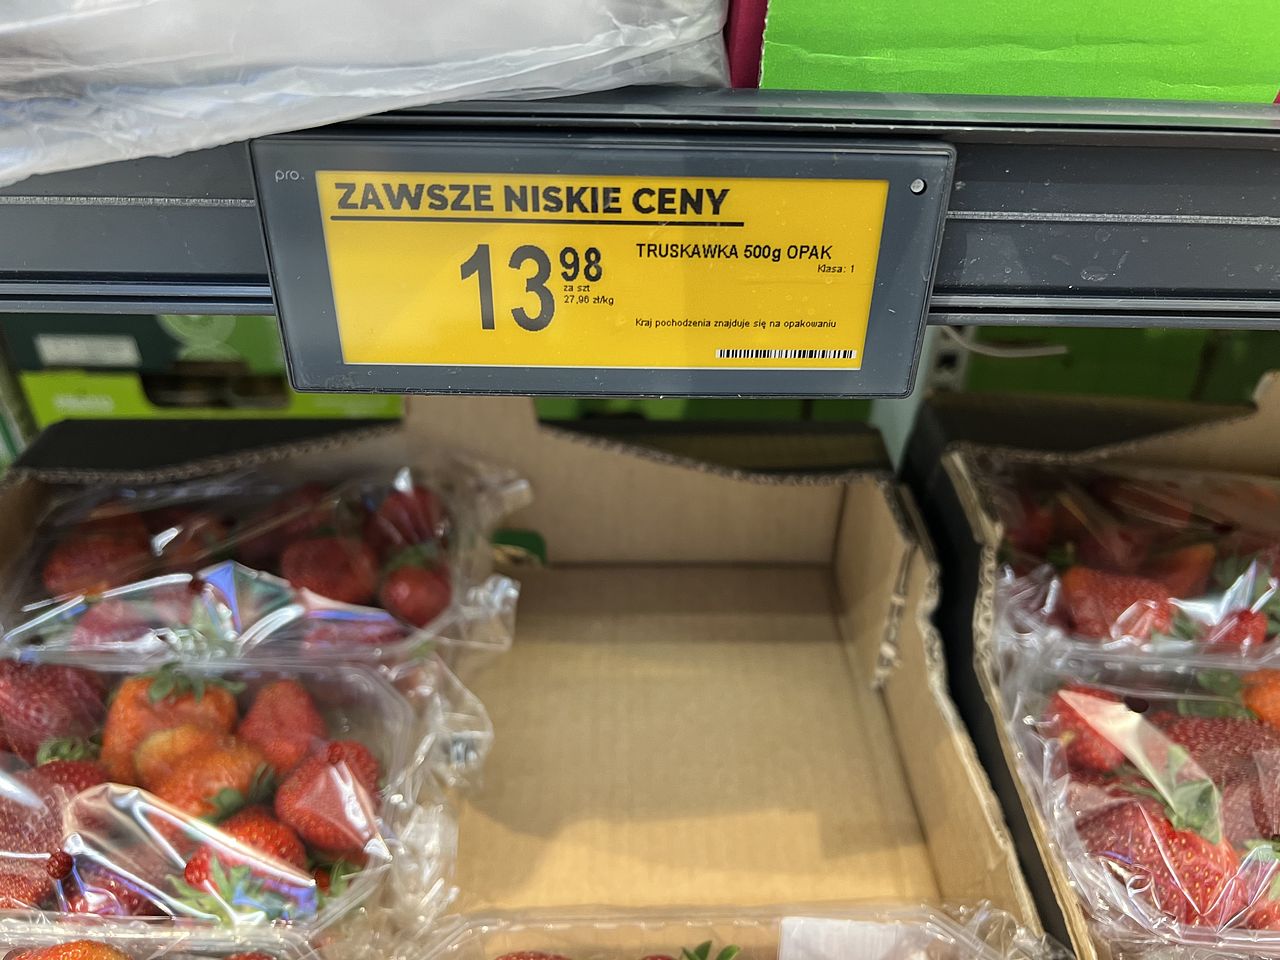 pro.
ZAWSZE NISKIE CENY
13 98
za szt
27,96 zł/kg
TRUSKAWKA 500g OPAK
Klasa: 1
Kraj pochodzenia znajduje się na opakowaniu